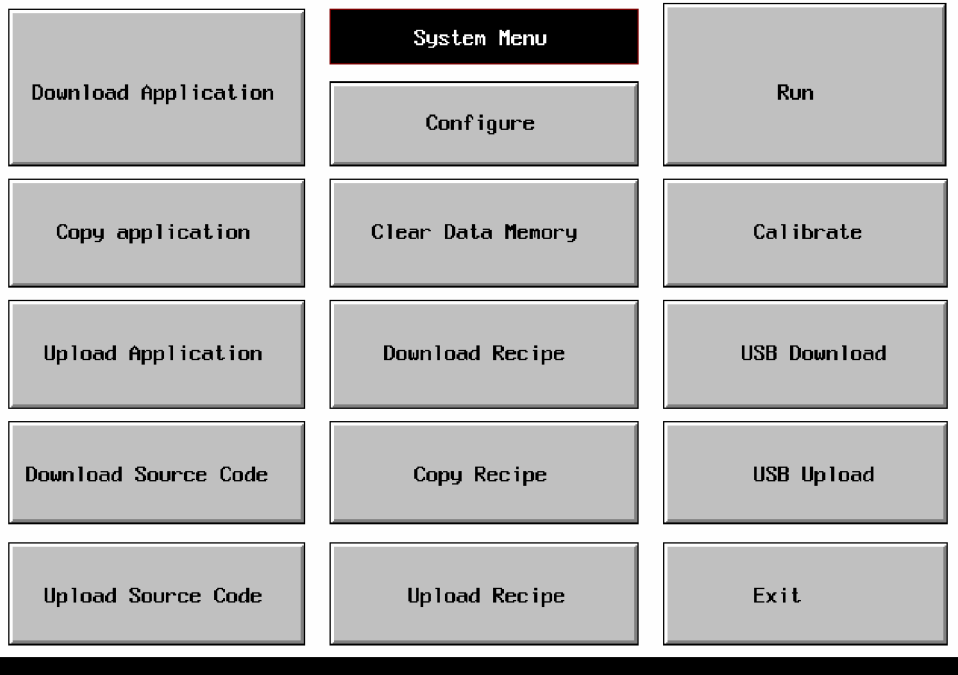 System Menu
Download Application
Configure
Run
Copy application
Clear Data Memory
Calibrate
Upload Application
Download Recipe
USB Download
Download Source Code
Copy Recipe
USB Upload
Upload Source Code
Upload Recipe
Exit